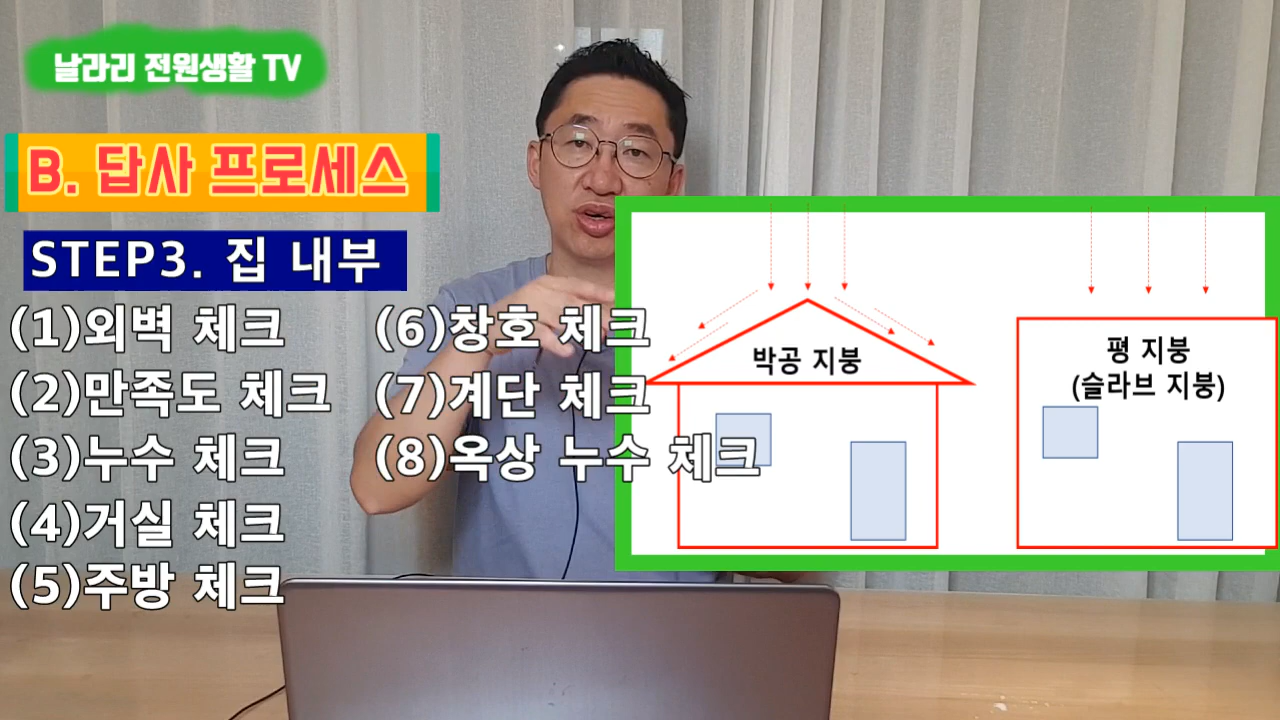 날라리 전원생활 TV
B. 답사 프로세스
STEP3. 집 내부
(1)외벽 체크
(2)만족도 체크
(3)누수 체크
(4)거실 체크
(5)주방 체크
(6)창호 체크
(7)계단 체크
(8)옥상 누수 체크
박공 지붕
평 지붕
(슬라브 지붕)